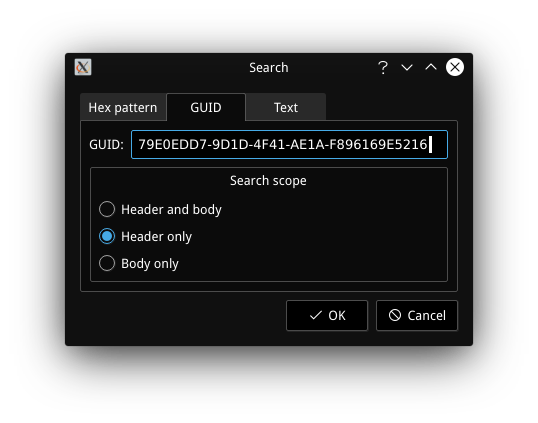 Search
Hex pattern GUID Text
GUID: 79E0EDD7-9D1D-4F41-AE1A-F896169E5216
Search scope
Header and body
Header only
Body only
OK Cancel